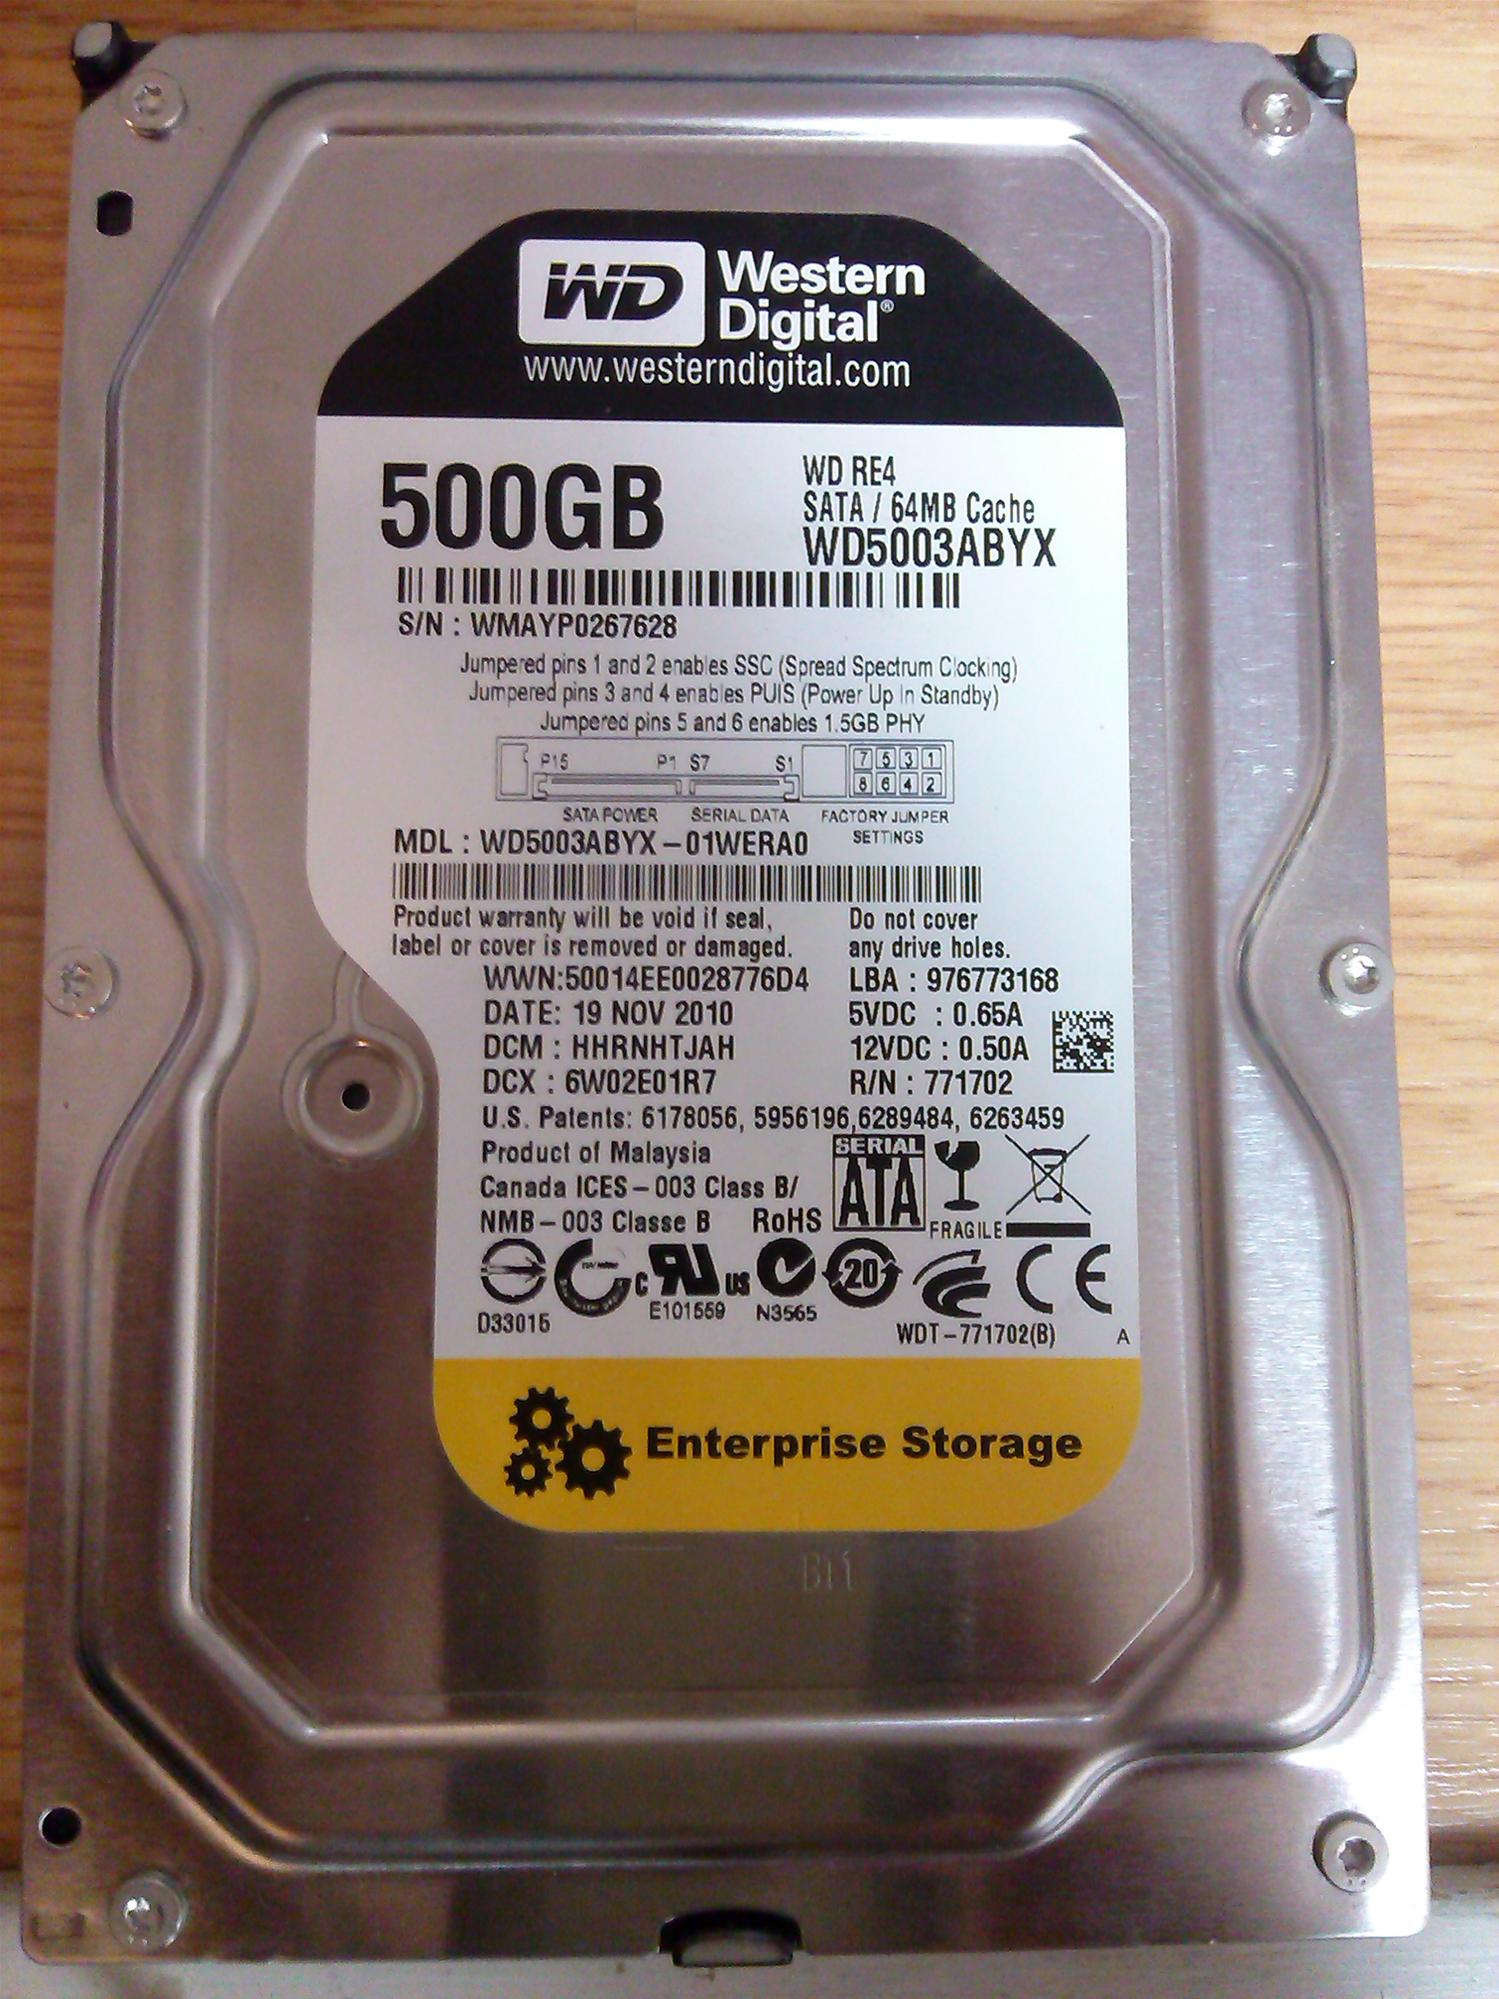 WD Western
Digital®
www.westerndigital.com
500GB
WD RE4
SATA / 64MB Cache
WD5003ABYX
S/N : WMAYP0267628
Jumpered pins 1 and 2 enables SSC (Spread Spectrum Clocking)
Jumpered pins 3 and 4 enables PUIS (Power Up In Standby)
Jumpered pins 5 and 6 enables 1.5GB PHY
P15 P1 S7 S1 7 5 3 1
8 6 4 2
SATA POWER SERIAL DATA FACTORY JUMPER
SETTINGS
MDL : WD5003ABYX – 01WERA0
Product warranty will be void if seal,
label or cover is removed or damaged.
Do not cover
any drive holes.
WWN:50014EE0028776D4 LBA : 976773168
DATE: 19 NOV 2010 5VDC : 0.65A
DCM : HHRNHTJAH 12VDC : 0.50A
DCX : 6W02E01R7 R/N : 771702
U.S. Patents: 6178056, 5956196,6289484, 6263459
Product of Malaysia
Canada ICES – 003 Class B/
NMB – 003 Classe B RoHS
SERIAL
ATA
FRAGILE
c RU us 20 CE
D33015 E101559 N3565
WDT – 771702(B) A
Enterprise Storage